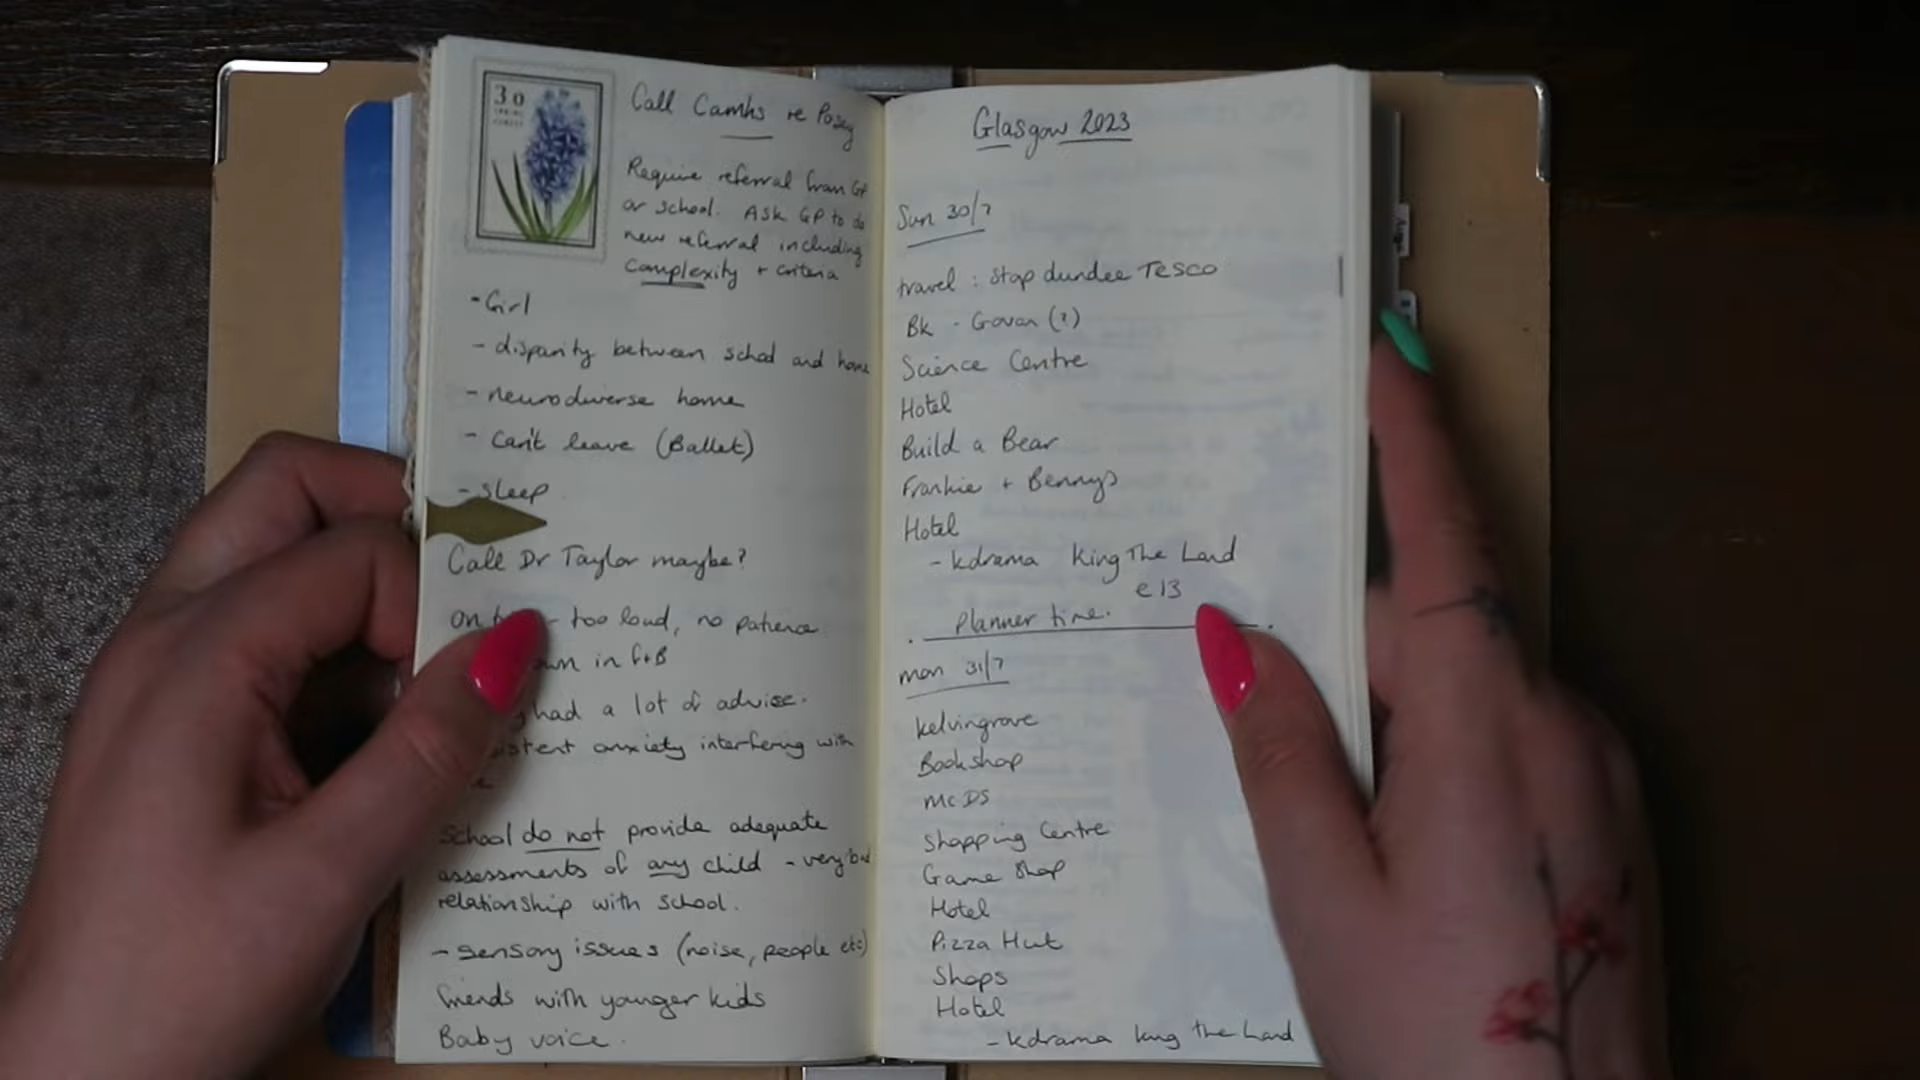 30
Call Camhs re Posey
Require referral from GP
or school. Ask GP to do
new referral including
Complexity + criteria
- Girl
- disparity between school and home
- neurodiverse home
- Can't leave (Ballet)
- sleep
Call Dr Taylor maybe?
on - too loud, no patience.
in F+B
had a lot of advice.
anxiety interfering with
School do not provide adequate
assessments of any child - very bad
relationship with school.
- Sensory issues (noise, people etc)
friends with younger kids
Baby voice.
Glasgow 2023
Sun 30/7
travel : Stop dundee TESCO
BK - Govan (?)
Science Centre
Hotel
Build a Bear
Frankie + Bennys
Hotel
- kdrama King The Land
e 13
Planner time.
mon 31/7
Kelvingrove
Bookshop
McDS
Shopping Centre
Game Shop
Hotel
Pizza Hut
Shops
Hotel
- kdrama King the Land